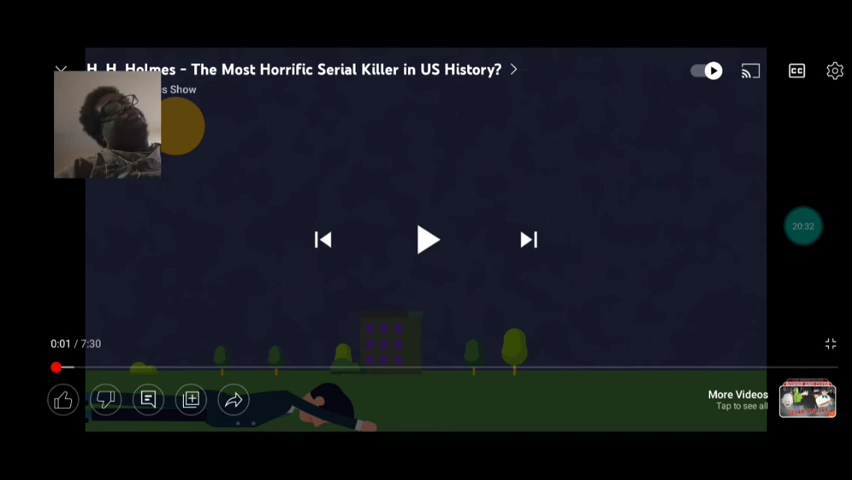 H. H. Holmes - The Most Horrific Serial Killer in US History?
s Show
CC
20:32
0:01 / 7:30
More Videos
Tap to see all